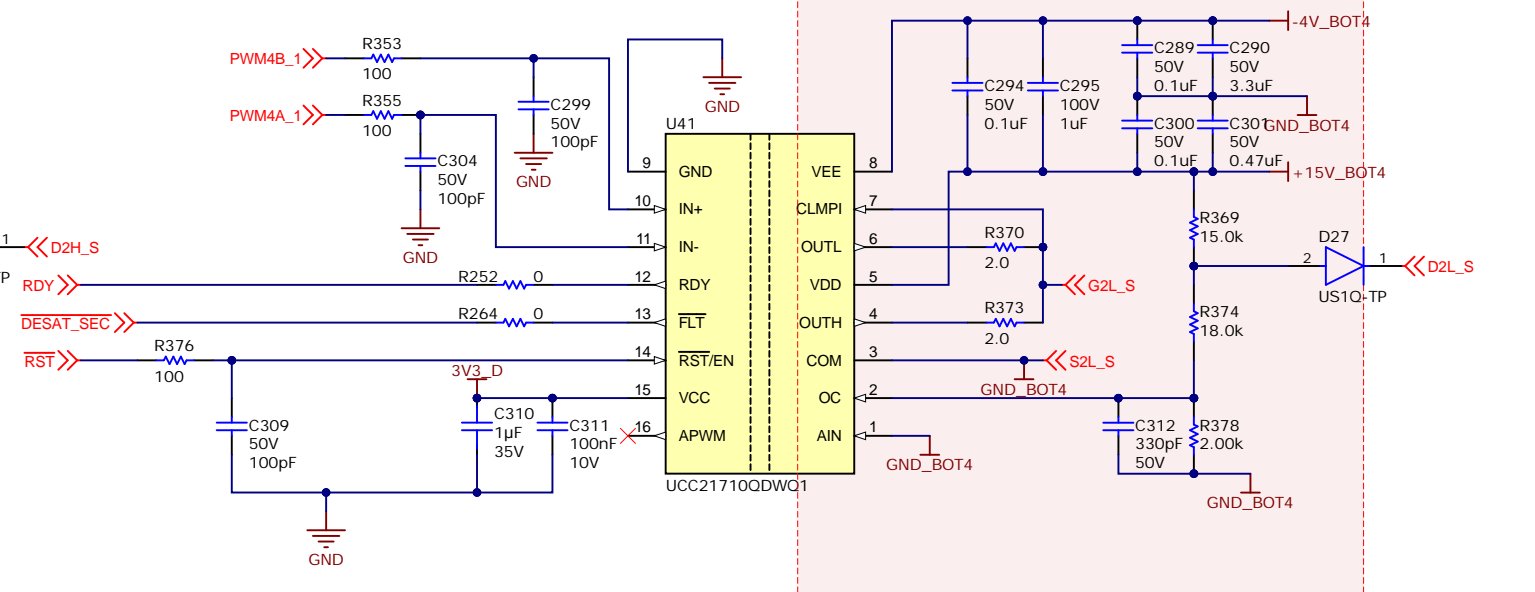 -4V_BOT4
R353
PWM4B_1
100
C289
50V
0.1uF
C290
50V
3.3uF
C294
50V
0.1uF
C295
100V
1uF
GND
R355
PWM4A_1
100
C299
50V
100pF
GND
U41
C300
50V
0.1uF
C301
50V
0.47uF
GND_BOT4
+15V_BOT4
C304
50V
100pF
GND
9
GND
VEE
8
10
IN+
CLMPI
7
11
IN-
OUTL
6
12
RDY
VDD
5
13
FLT
OUTH
4
14
RST/EN
COM
3
15
VCC
OC
2
16
APWM
AIN
1
UCC21710QDWQ1
1
D2H_S
P
RDY
R252
0
DESAT_SEC
R264
0
RST
R376
100
3V3_D
C309
50V
100pF
C310
1µF
35V
C311
100nF
10V
GND
R370
2.0
G2L_S
R373
2.0
S2L_S
GND_BOT4
GND_BOT4
R369
15.0k
D27
2
1
D2L_S
US1Q-TP
R374
18.0k
C312
330pF
50V
R378
2.00k
GND_BOT4